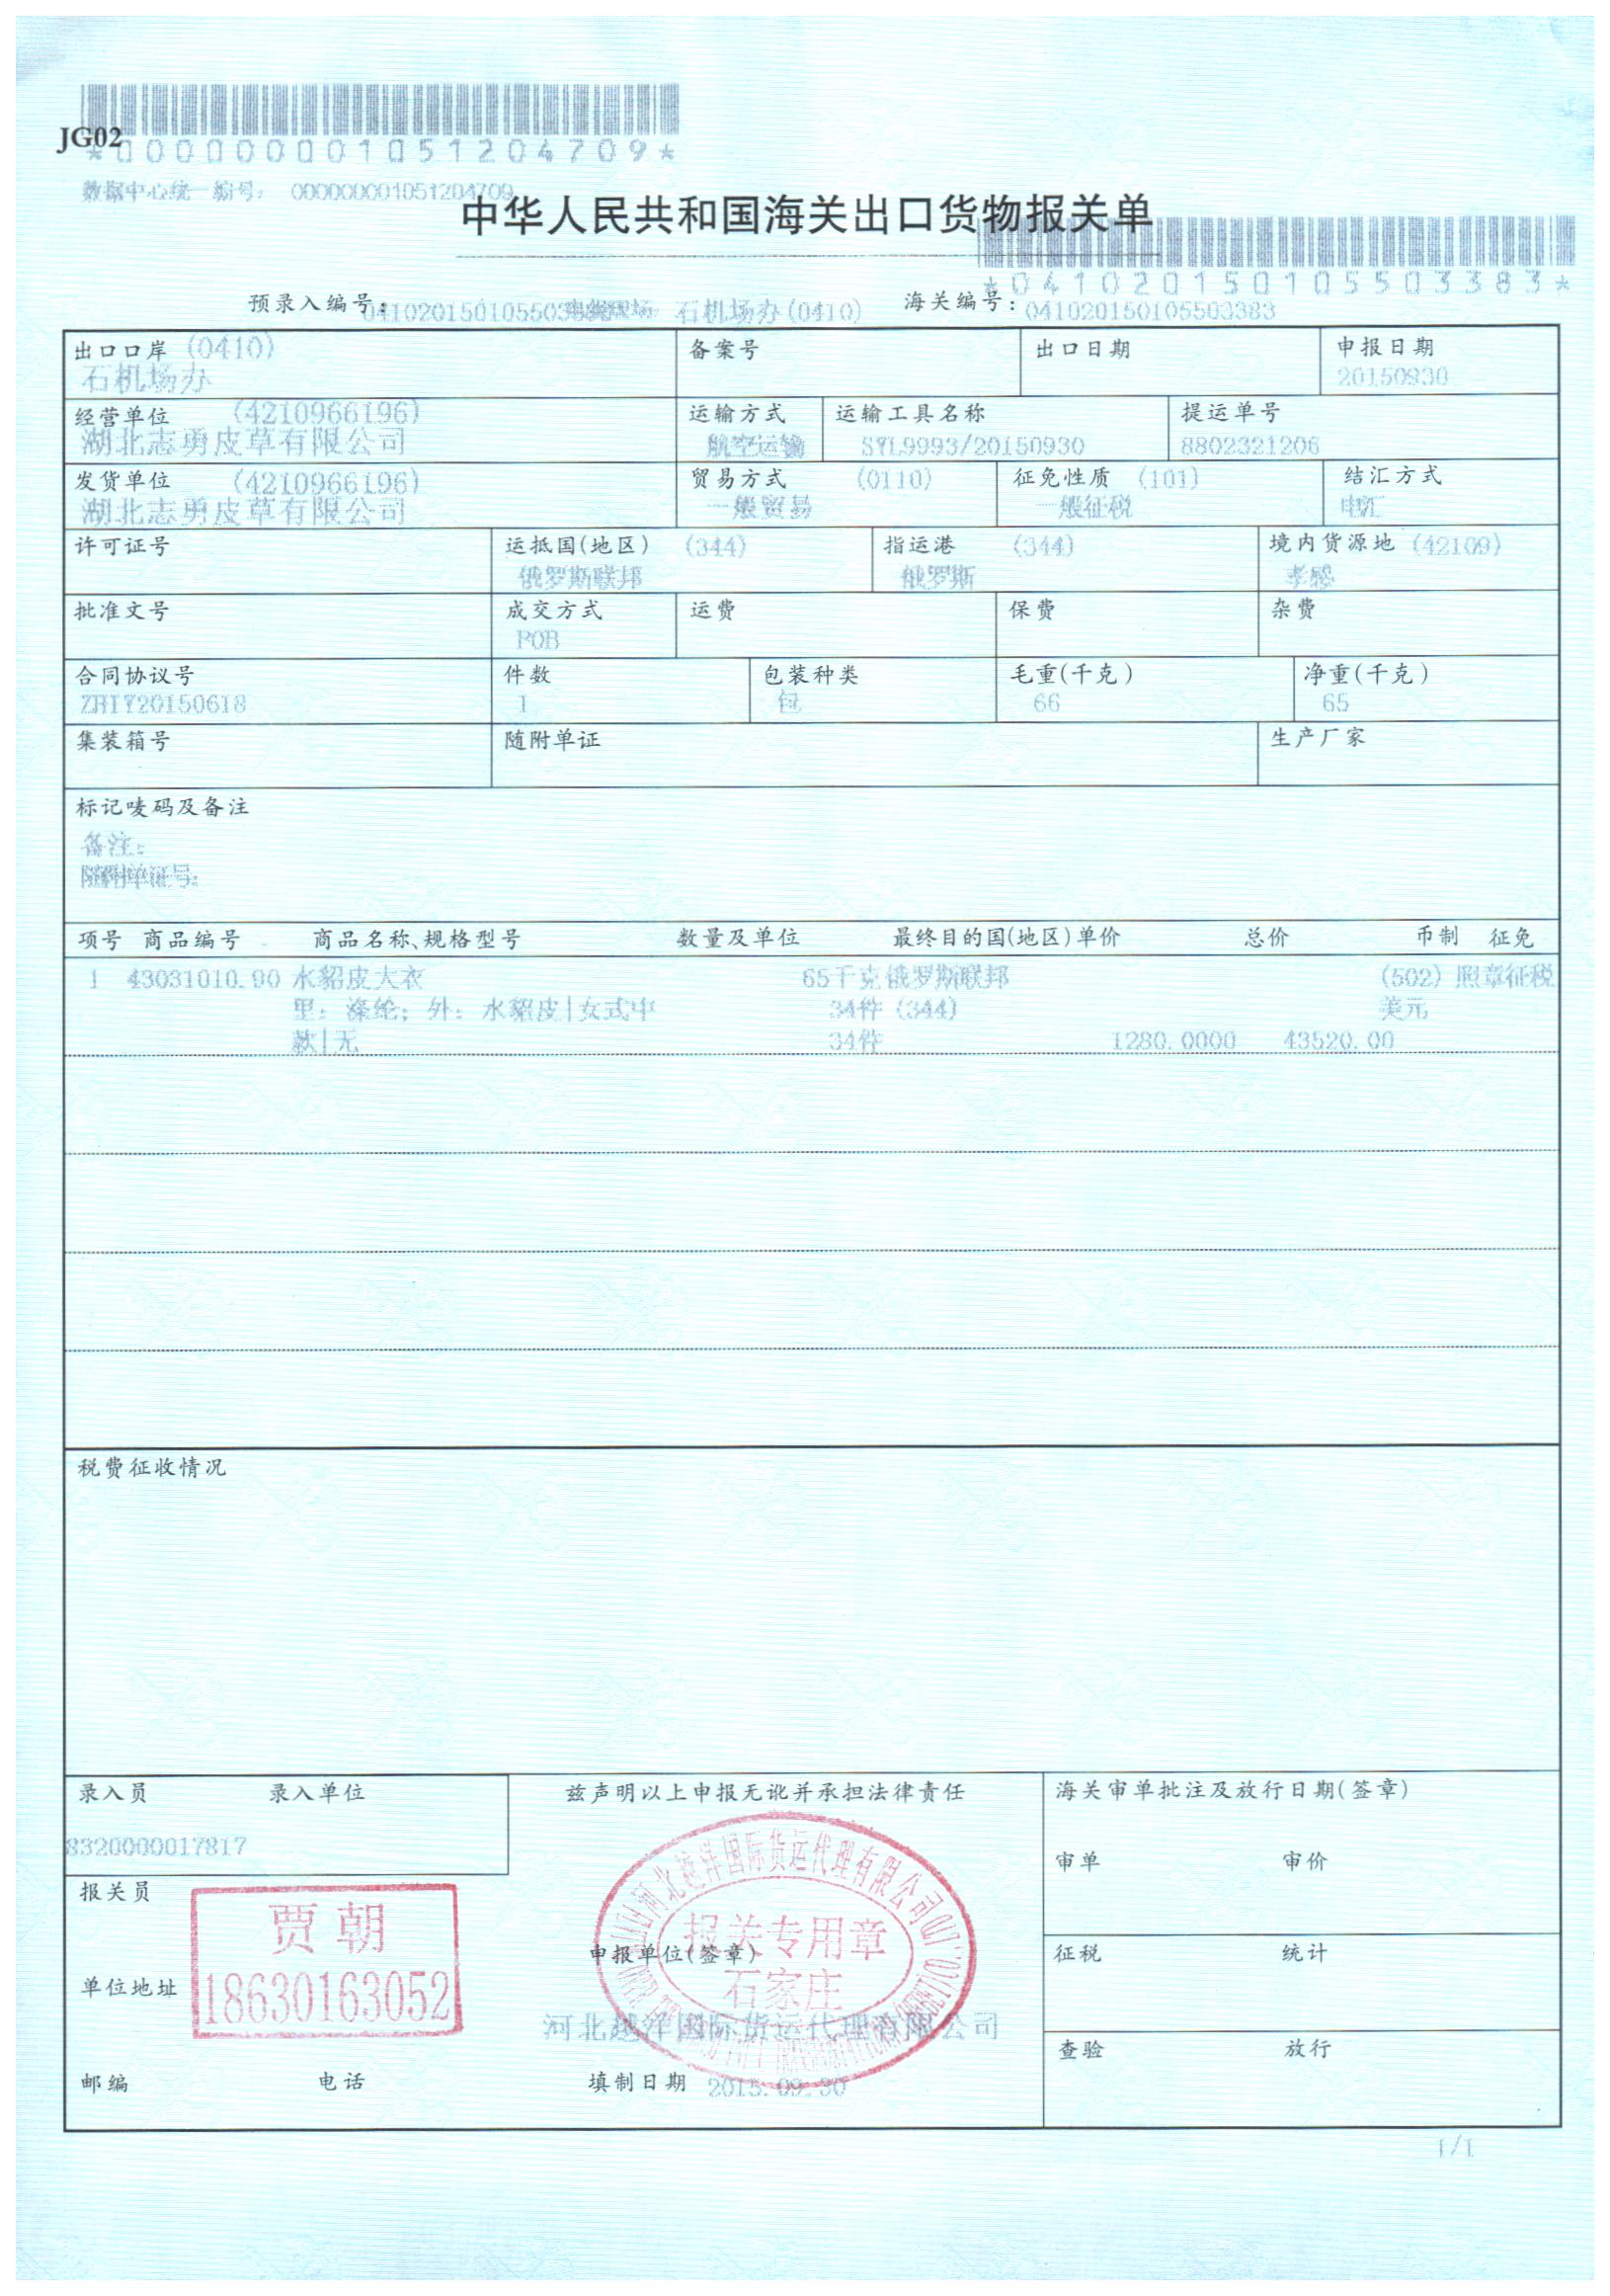 JG02
*000000001051204709*
数据中心统一编号： 000000001051204709
中华人民共和国海关出口货物报关单
*041020150105503383*
预录入编号： 石机场办(0410) 海关编号： 041020150105503383
出口口岸 (0410) 备案号 出口日期 申报日期
石机场办 20150930
经营单位 (4210966196) 运输方式 运输工具名称 提运单号
湖北志勇皮草有限公司 航空运输 SYL9993/20150930 8802321206
发货单位 (4210966196) 贸易方式 (0110) 征免性质 (101) 结汇方式
湖北志勇皮草有限公司 一般贸易 一般征税 电汇
许可证号 运抵国(地区) (344) 指运港 (344) 境内货源地 (42109)
俄罗斯联邦 俄罗斯 孝感
批准文号 成交方式 运费 保费 杂费
FOB
合同协议号 件数 包装种类 毛重(千克) 净重(千克)
1 包 66 65
集装箱号 随附单证 生产厂家
标记唛码及备注
备注：
随附单证号：
项号 商品编号 商品名称、规格型号 数量及单位 最终目的国(地区)单价 总价 币制 征免
1 43031010.90 水貂皮大衣 65千克俄罗斯联邦 (502) 照章征税
里：涤纶；外：水貂皮|女式中 34件 (344) 美元
款|无 34件 1280.0000 43520.00
税费征收情况
录入员 录入单位 兹声明以上申报无讹并承担法律责任 海关审单批注及放行日期(签章)
8320000017817
审单 审价
报关员
贾朝
18630163052
单位地址
河北越洋国际货运代理有限公司
报关专用章
石家庄
申报单位(签章)
河北越洋国际货运代理有限公司
征税 统计
查验 放行
邮编 电话 填制日期 2015.09.30
1/1